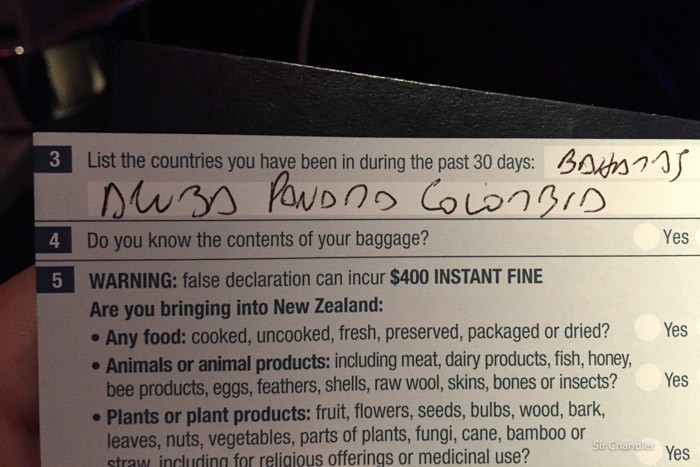 3 List the countries you have been in during the past 30 days: BAHAMAS
ARUBA PANAMA COLOMBIA
4 Do you know the contents of your baggage? Yes
5 WARNING: false declaration can incur $400 INSTANT FINE
Are you bringing into New Zealand:
• Any food: cooked, uncooked, fresh, preserved, packaged or dried? Yes
• Animals or animal products: including meat, dairy products, fish, honey,
bee products, eggs, feathers, shells, raw wool, skins, bones or insects? Yes
• Plants or plant products: fruit, flowers, seeds, bulbs, wood, bark,
leaves, nuts, vegetables, parts of plants, fungi, cane, bamboo or
straw, including for religious offerings or medicinal use? Yes
Sir Chandler